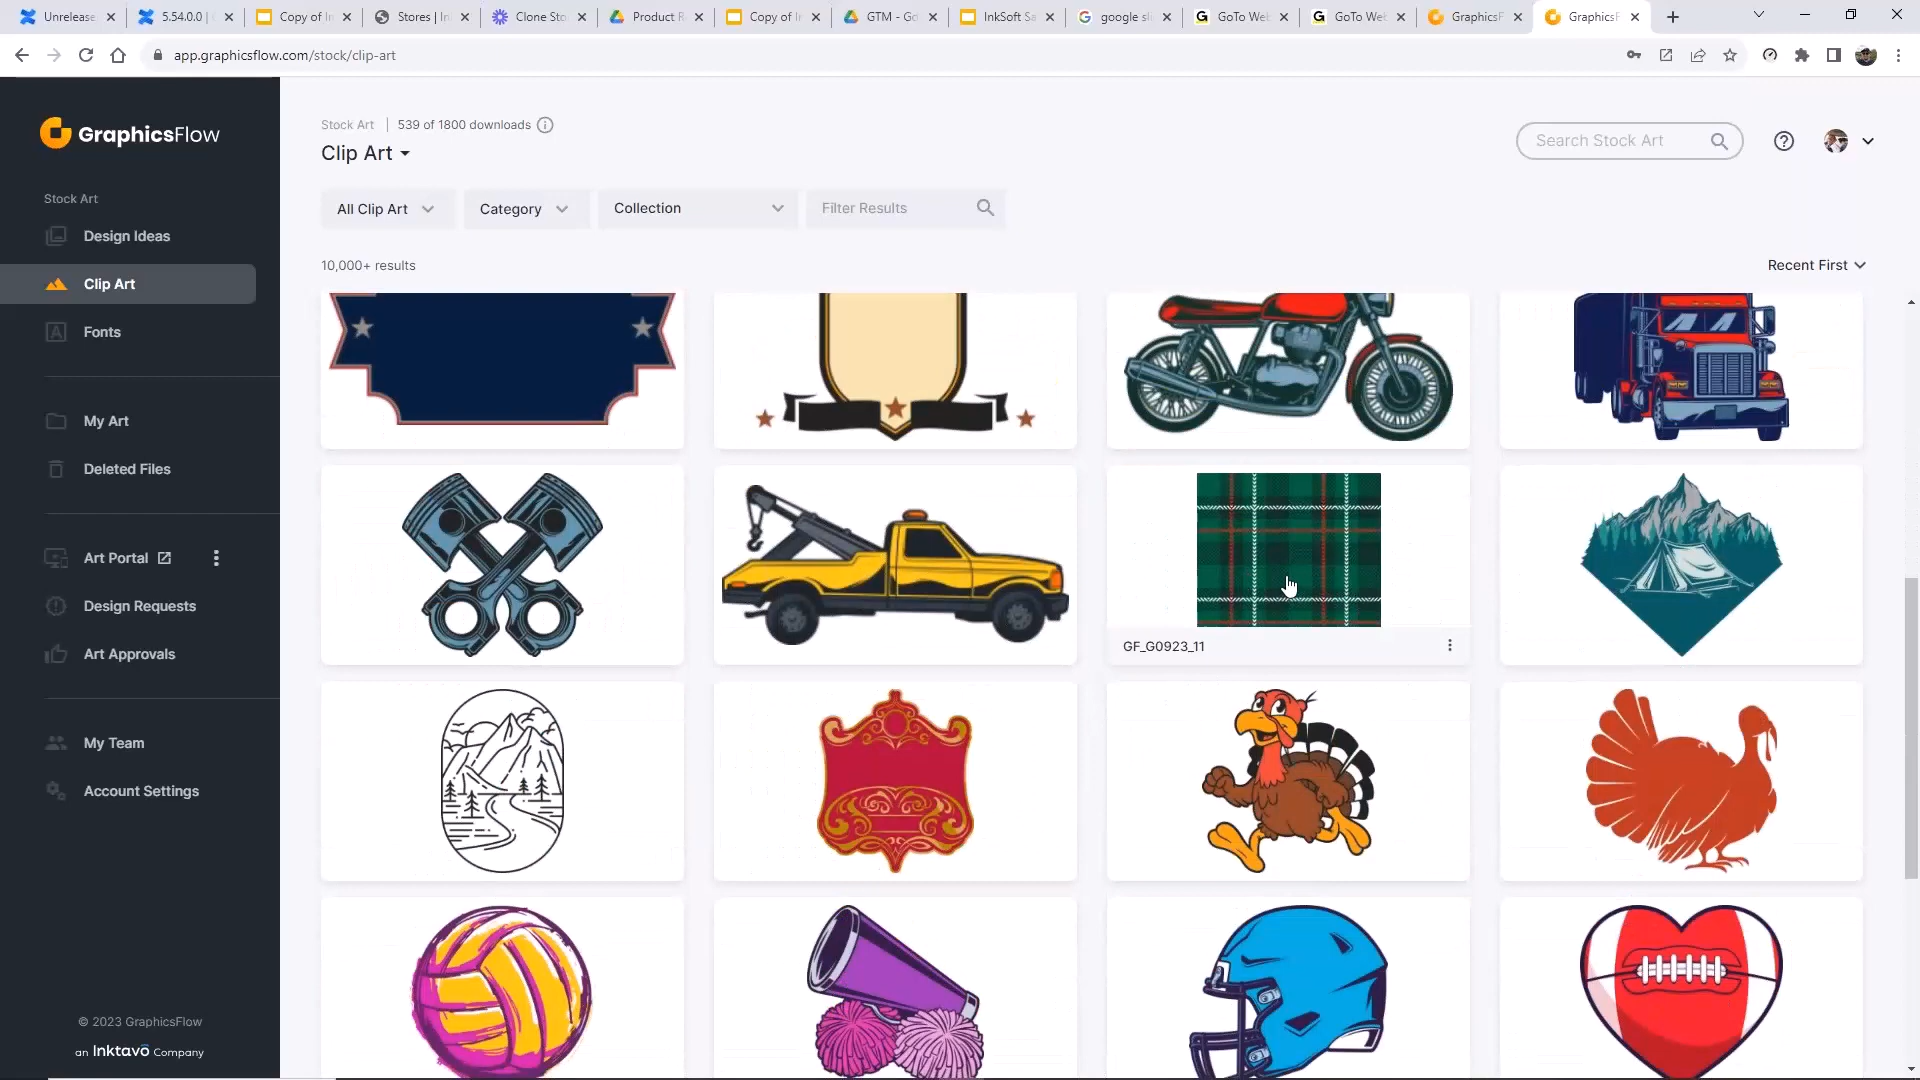 Unrelease
5.54.0.0 |
Copy of In
Stores | In
Clone Sto
Product R
Copy of In
GTM - Go
InkSoft Sa
google sli
GoTo Web
GoTo Web
GraphicsF
GraphicsF
app.graphicsflow.com/stock/clip-art
GraphicsFlow
Stock Art
Design Ideas
Clip Art
Fonts
My Art
Deleted Files
Art Portal
Design Requests
Art Approvals
My Team
Account Settings
© 2023 GraphicsFlow
an Inktavo Company
Stock Art | 539 of 1800 downloads
Clip Art
Search Stock Art
All Clip Art
Category
Collection
Filter Results
10,000+ results
Recent First
GF_G0923_11